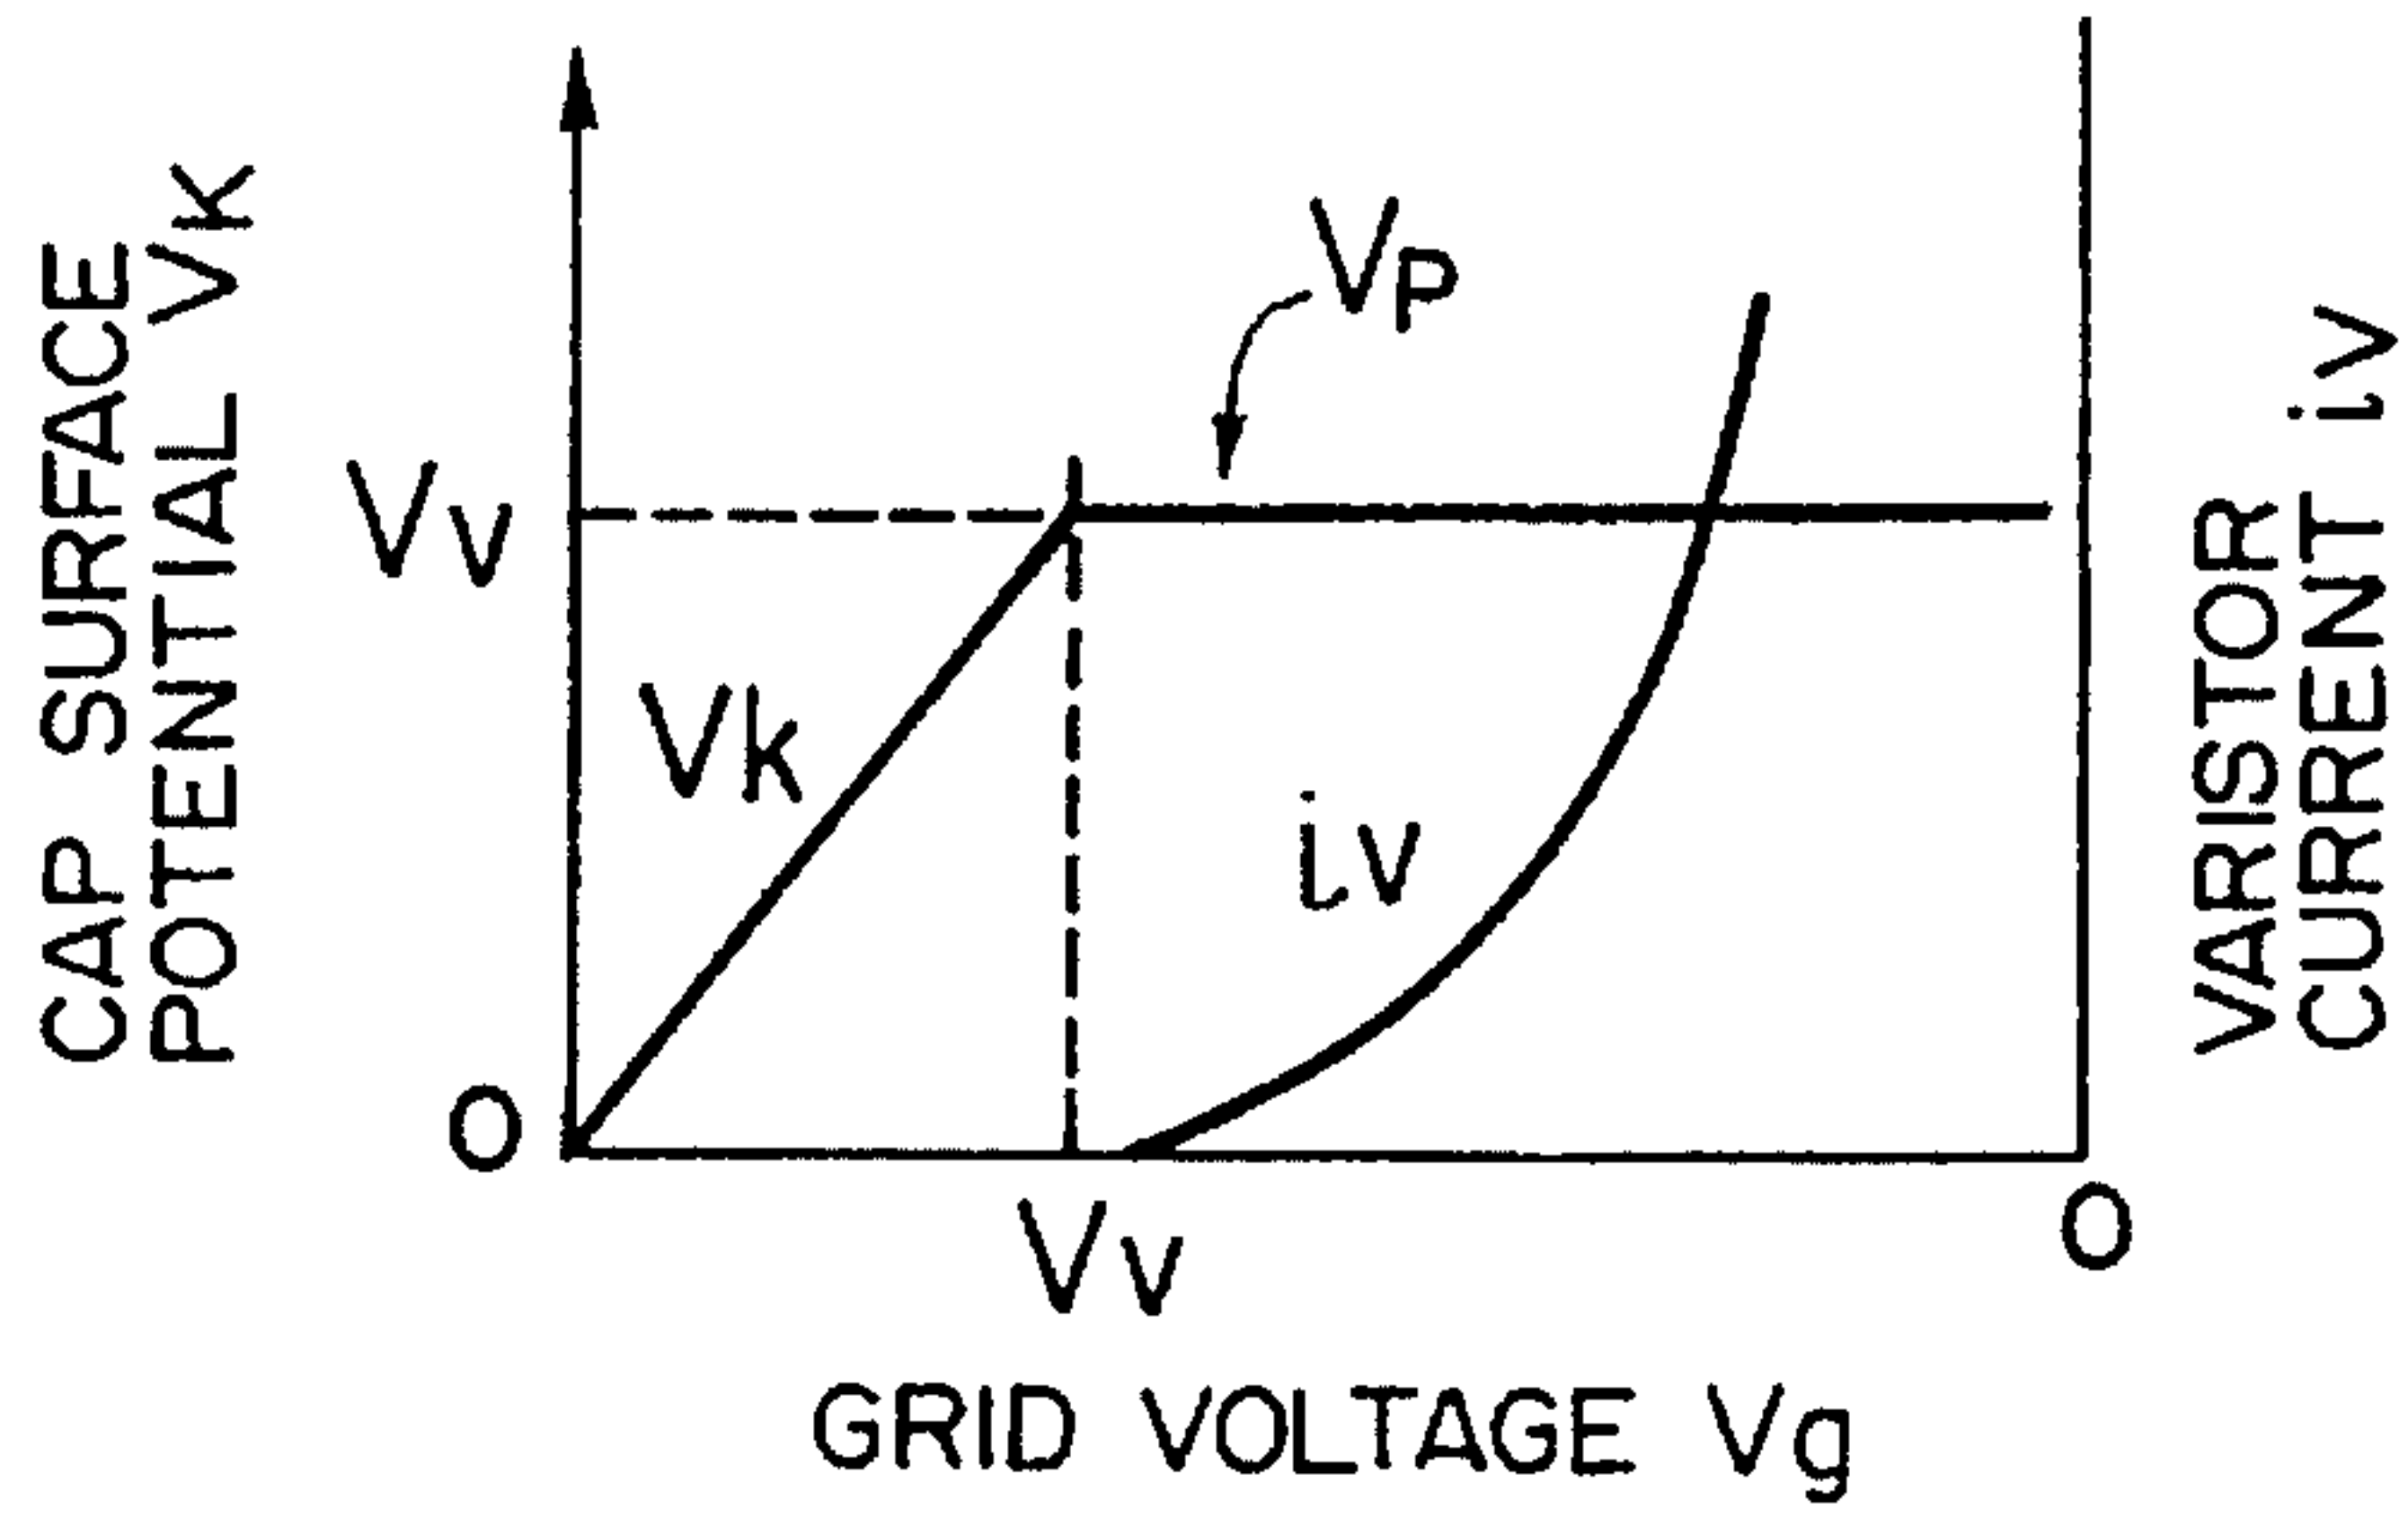 CAP SURFACE
POTENTIAL VK
Vv
VP
Vk
iv
O
Vv
O
GRID VOLTAGE Vg
VARISTOR
CURRENT iv